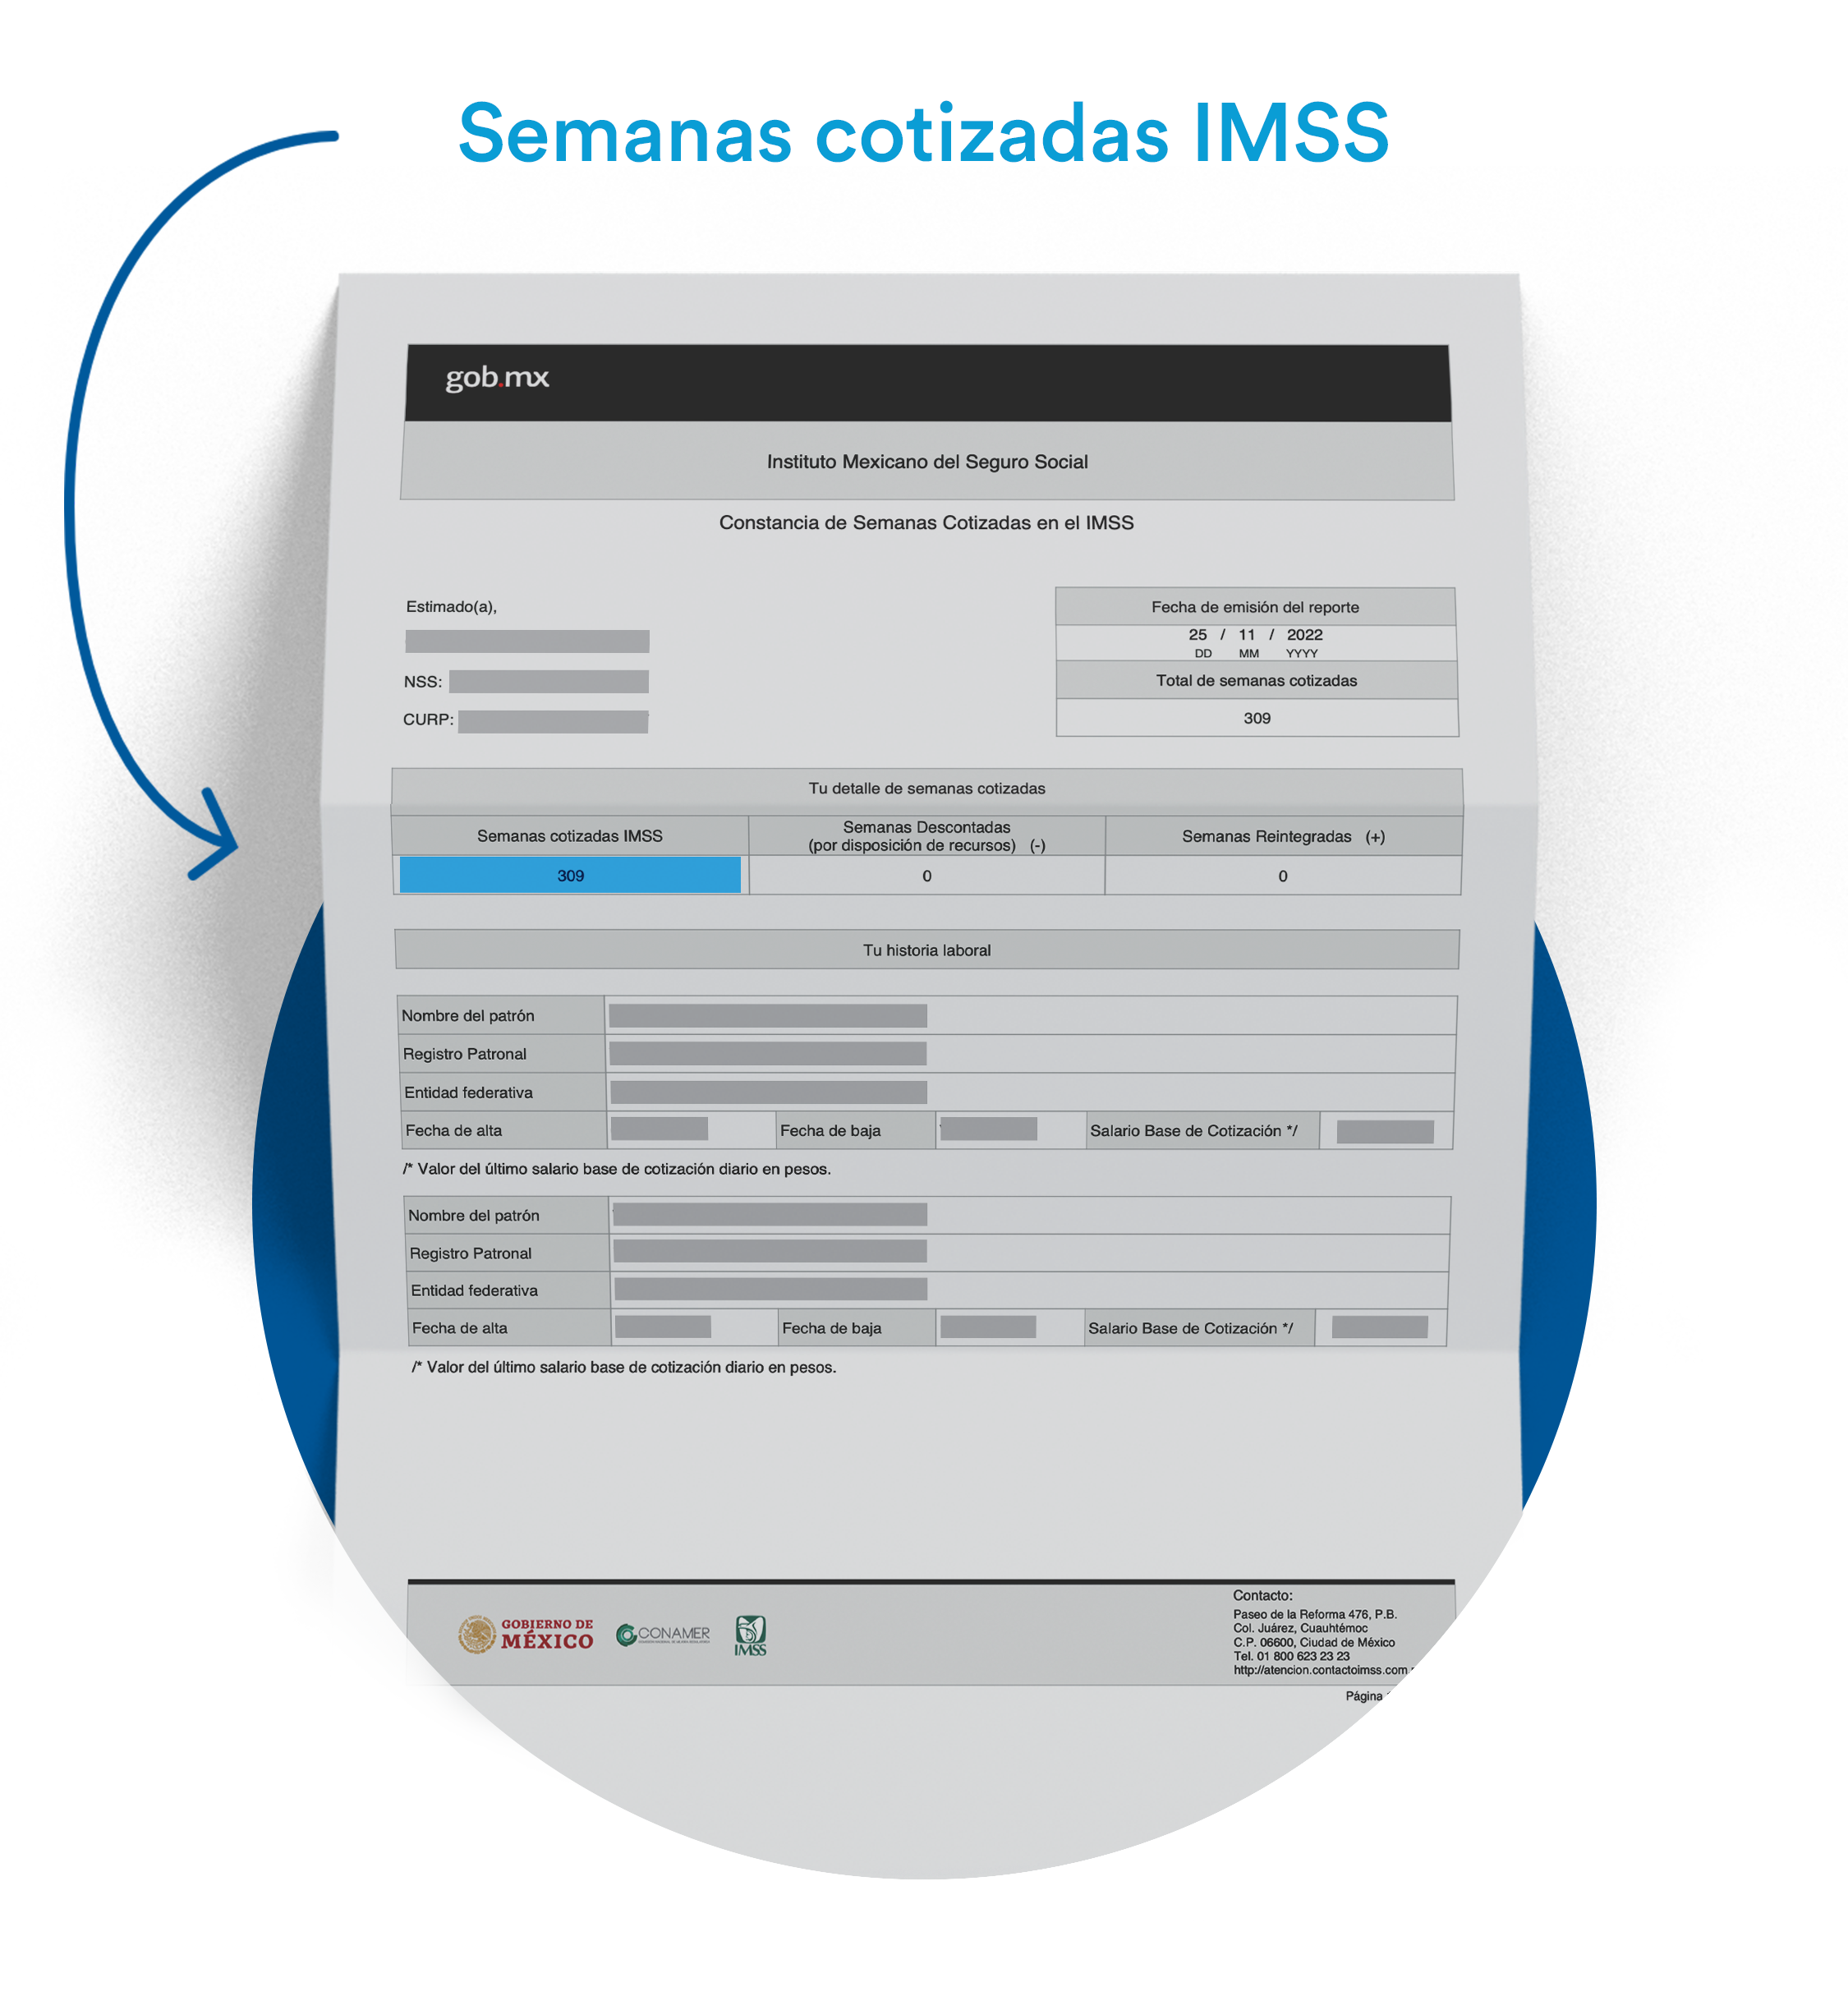 Semanas cotizadas IMSS
gob.mx
Instituto Mexicano del Seguro Social
Constancia de Semanas Cotizadas en el IMSS
Estimado(a),
NSS:
CURP:
Fecha de emisión del reporte
25 / 11 / 2022
DD MM YYYY
Total de semanas cotizadas
309
Tu detalle de semanas cotizadas
Semanas cotizadas IMSS
Semanas Descontadas
(por disposición de recursos) (-)
Semanas Reintegradas (+)
309 0 0
Tu historia laboral
Nombre del patrón
Registro Patronal
Entidad federativa
Fecha de alta Fecha de baja Salario Base de Cotización */
/* Valor del último salario base de cotización diario en pesos.
Nombre del patrón
Registro Patronal
Entidad federativa
Fecha de alta Fecha de baja Salario Base de Cotización */
/* Valor del último salario base de cotización diario en pesos.
GOBIERNO DE
MÉXICO
CONAMER
IMSS
Contacto:
Paseo de la Reforma 476, P.B.
Col. Juárez, Cuauhtémoc
C.P. 06600, Ciudad de México
Tel. 01 800 623 23 23
http://atencion.contactoimss.com
Página